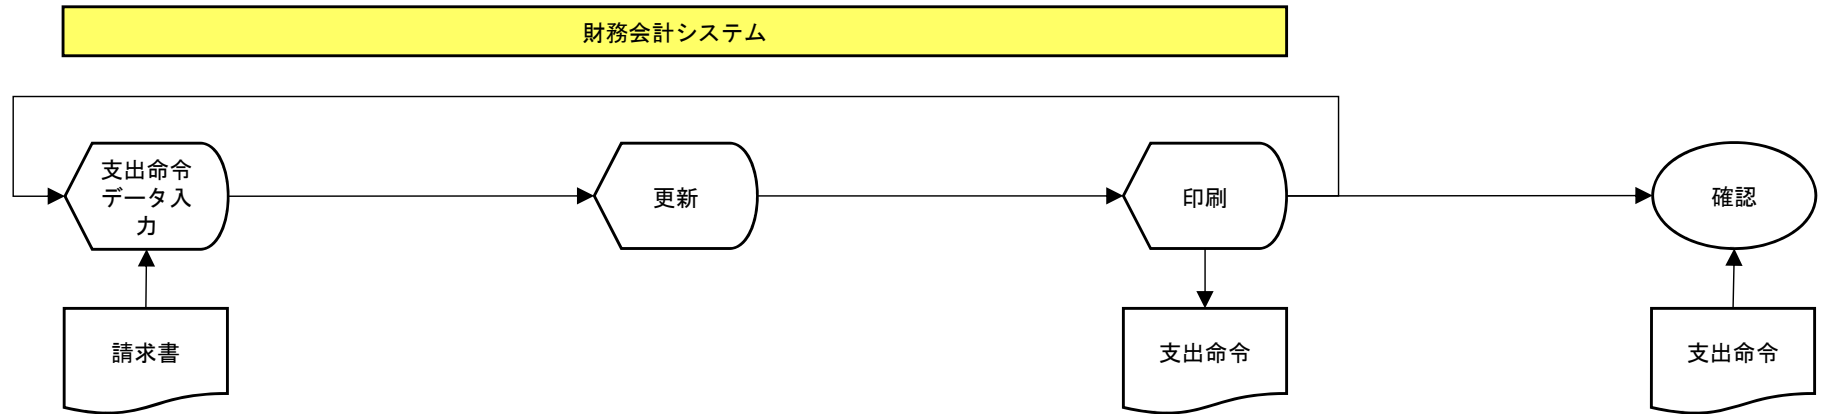 財務会計システム
支出命令
データ入
力
更新
印刷
確認
請求書
支出命令
支出命令